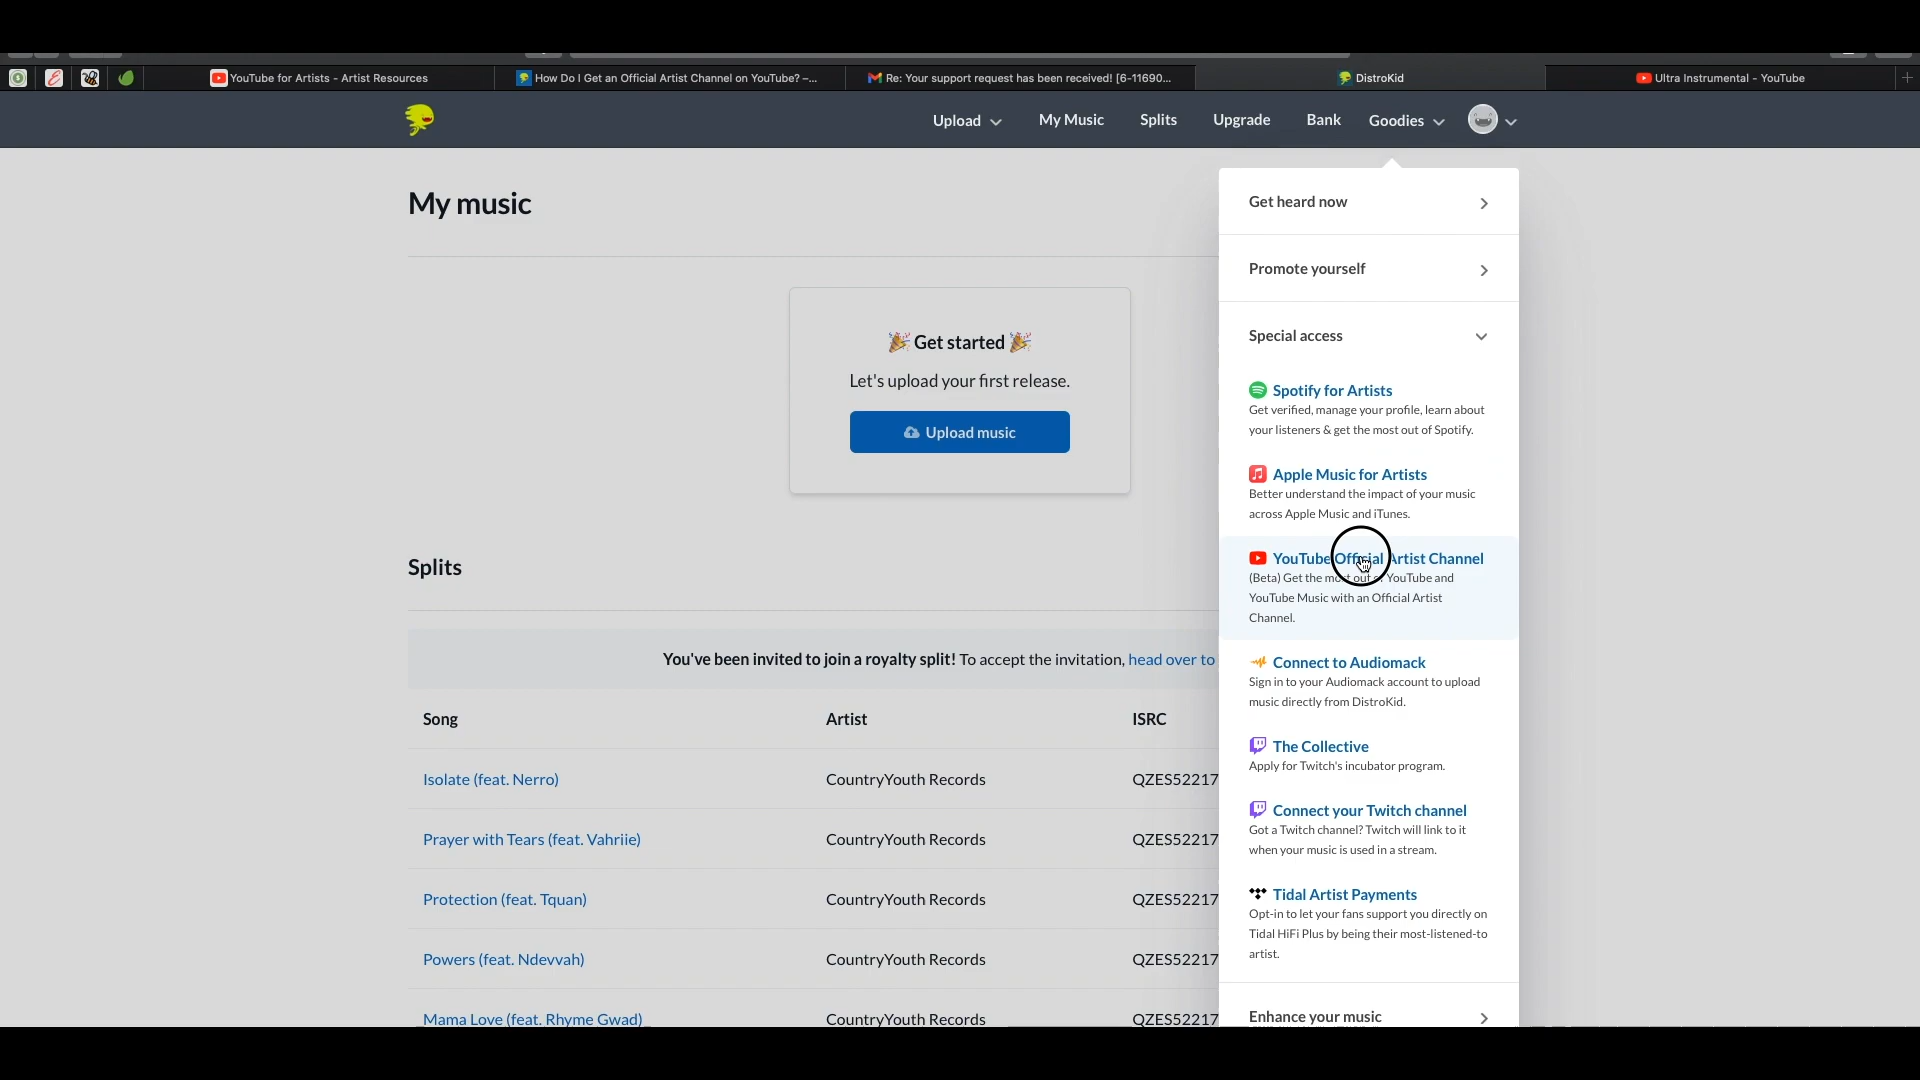 YouTube for Artists - Artist Resources
How Do I Get an Official Artist Channel on YouTube? –...
Re: Your support request has been received! [6-11690...
DistroKid
Ultra Instrumental - YouTube
Upload
My Music
Splits
Upgrade
Bank
Goodies
My music
Get started
Let's upload your first release.
Upload music
Splits
You've been invited to join a royalty split! To accept the invitation, head over to
Song Artist ISRC
Isolate (feat. Nerro) CountryYouth Records QZES52217
Prayer with Tears (feat. Vahriie) CountryYouth Records QZES52217
Protection (feat. Tquan) CountryYouth Records QZES52217
Powers (feat. Ndevvah) CountryYouth Records QZES52217
Mama Love (feat. Rhyme Gwad) CountryYouth Records QZES52217
Get heard now
Promote yourself
Special access
Spotify for Artists
Get verified, manage your profile, learn about
your listeners & get the most out of Spotify.
Apple Music for Artists
Better understand the impact of your music
across Apple Music and iTunes.
YouTube Official Artist Channel
(Beta) Get the most out of YouTube and
YouTube Music with an Official Artist
Channel.
Connect to Audiomack
Sign in to your Audiomack account to upload
music directly from DistroKid.
The Collective
Apply for Twitch's incubator program.
Connect your Twitch channel
Got a Twitch channel? Twitch will link to it
when your music is used in a stream.
Tidal Artist Payments
Opt-in to let your fans support you directly on
Tidal HiFi Plus by being their most-listened-to
artist.
Enhance your music